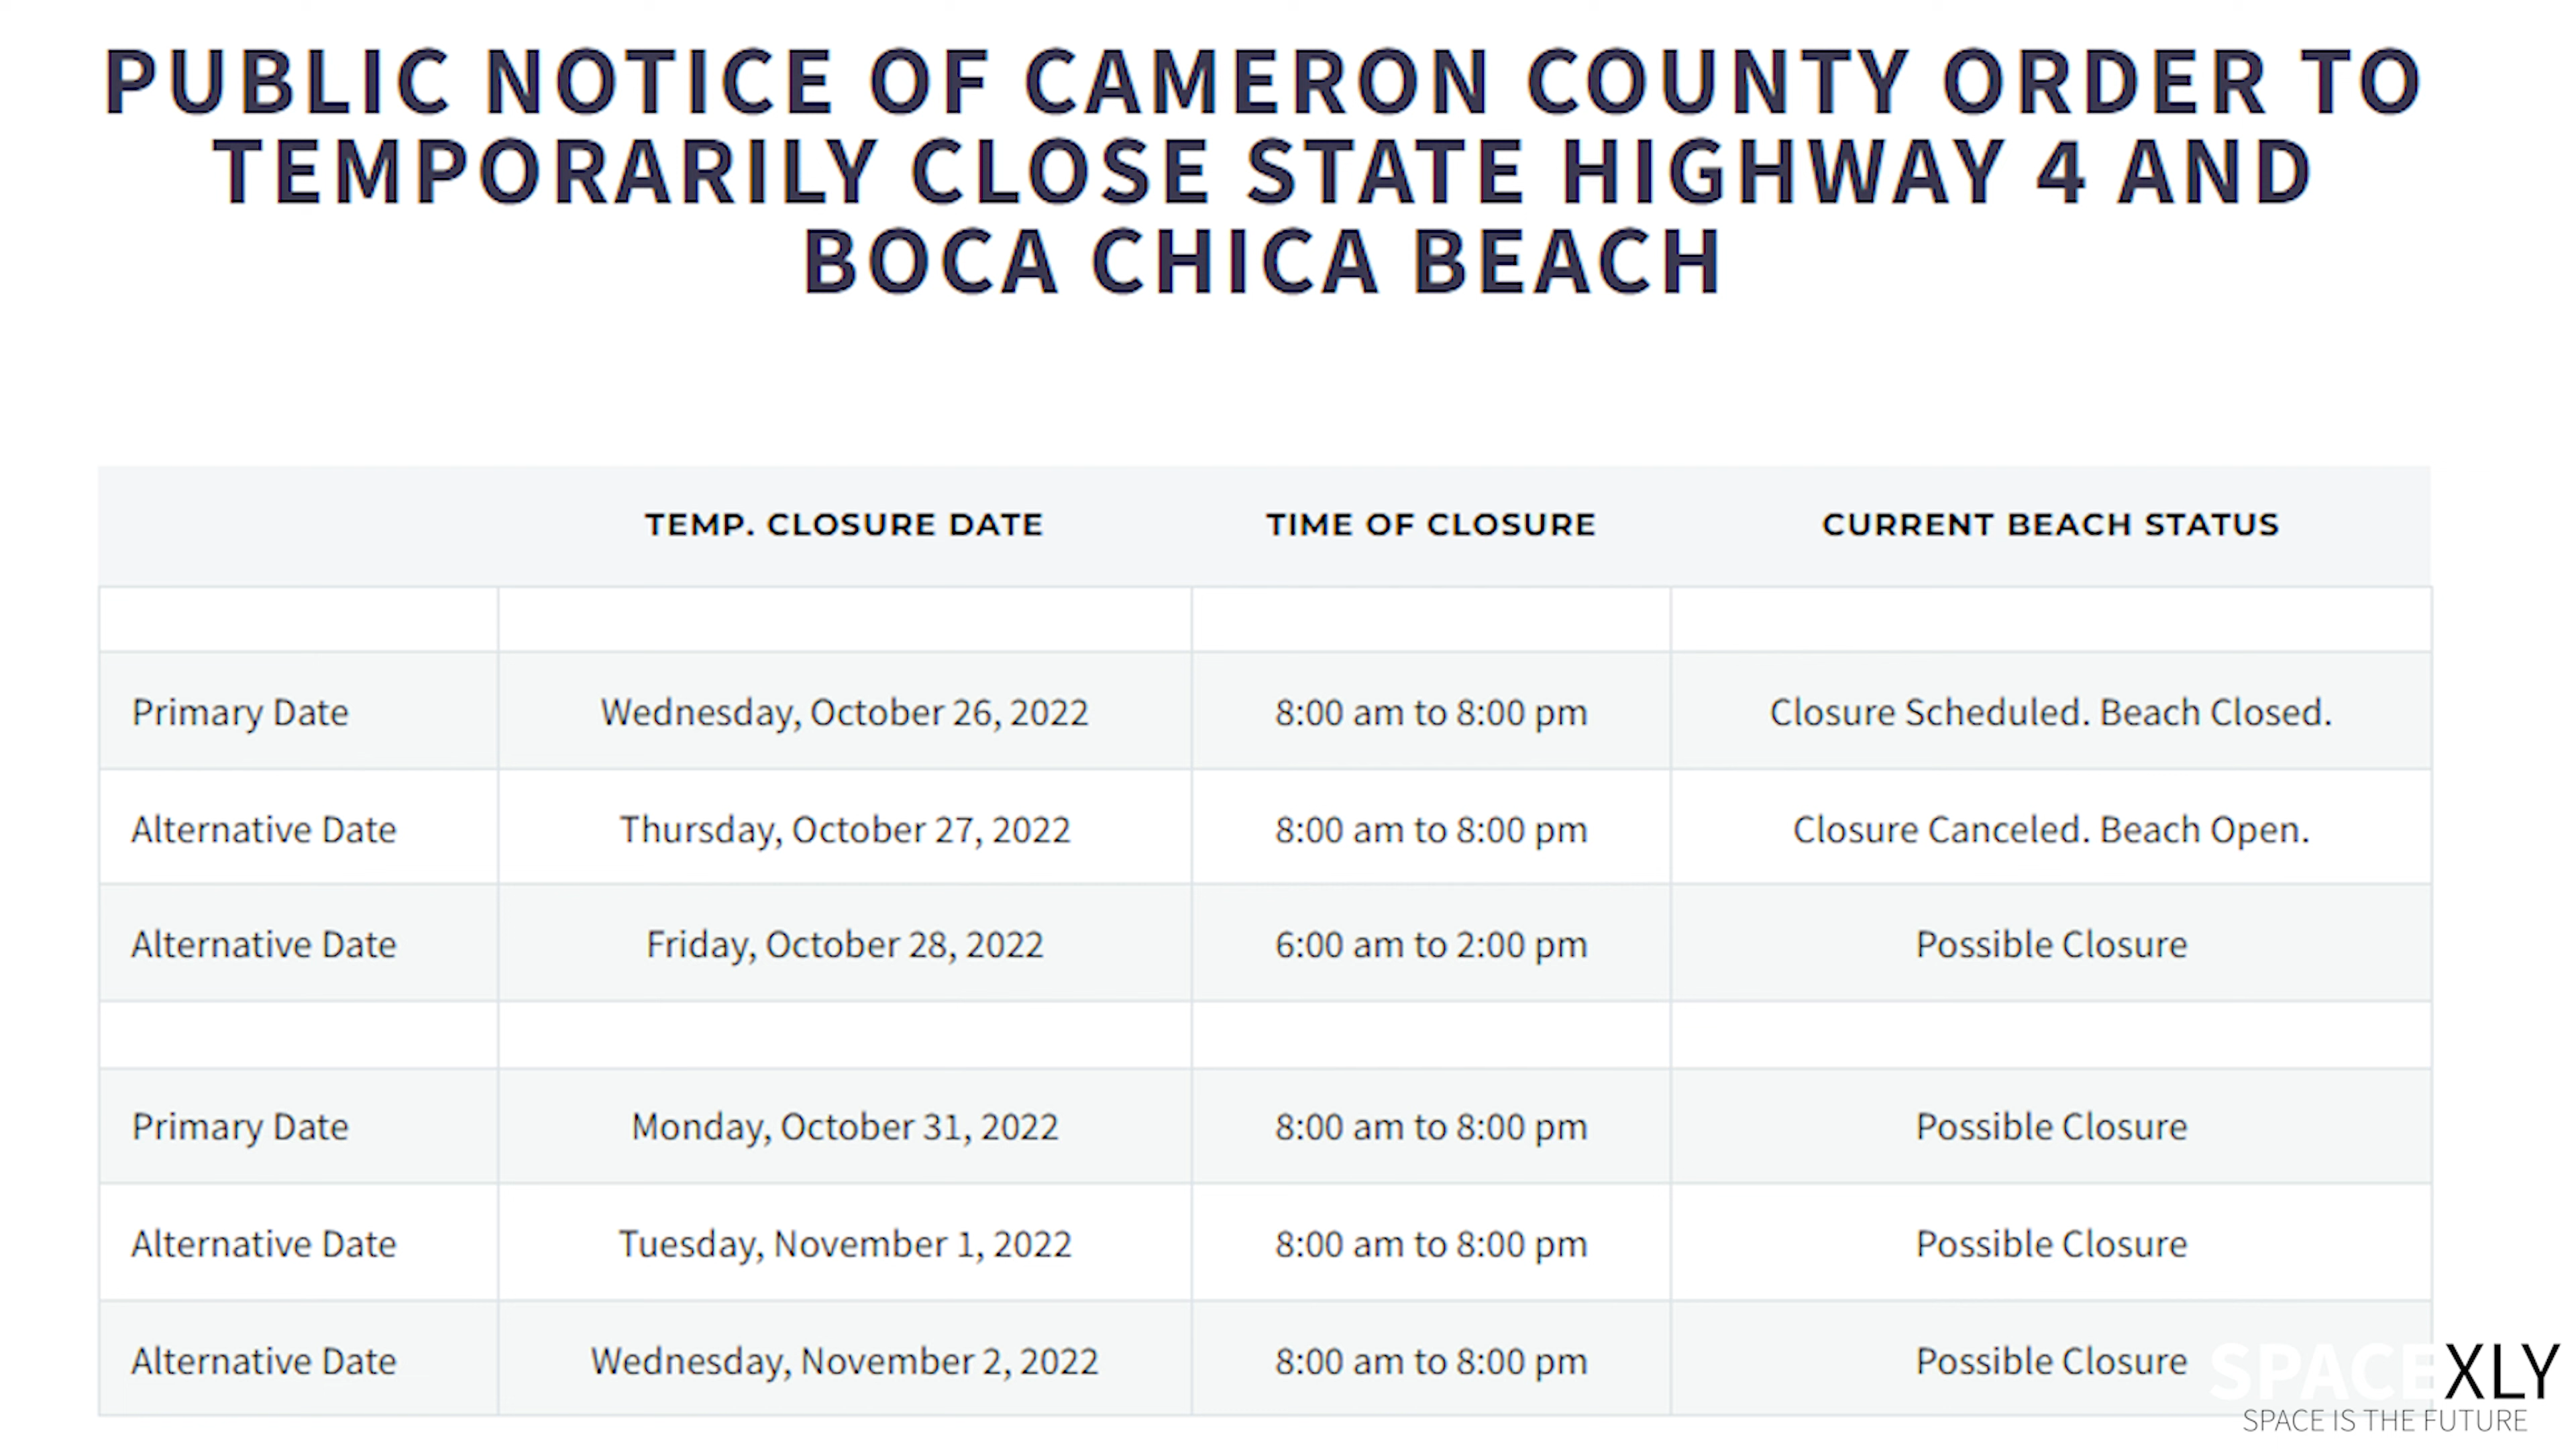 PUBLIC NOTICE OF CAMERON COUNTY ORDER TO
TEMPORARILY CLOSE STATE HIGHWAY 4 AND
BOCA CHICA BEACH
TEMP. CLOSURE DATE TIME OF CLOSURE CURRENT BEACH STATUS
Primary Date Wednesday, October 26, 2022 8:00 am to 8:00 pm Closure Scheduled. Beach Closed.
Alternative Date Thursday, October 27, 2022 8:00 am to 8:00 pm Closure Canceled. Beach Open.
Alternative Date Friday, October 28, 2022 6:00 am to 2:00 pm Possible Closure
Primary Date Monday, October 31, 2022 8:00 am to 8:00 pm Possible Closure
Alternative Date Tuesday, November 1, 2022 8:00 am to 8:00 pm Possible Closure
Alternative Date Wednesday, November 2, 2022 8:00 am to 8:00 pm Possible Closure
SPACEXLY
SPACE IS THE FUTURE